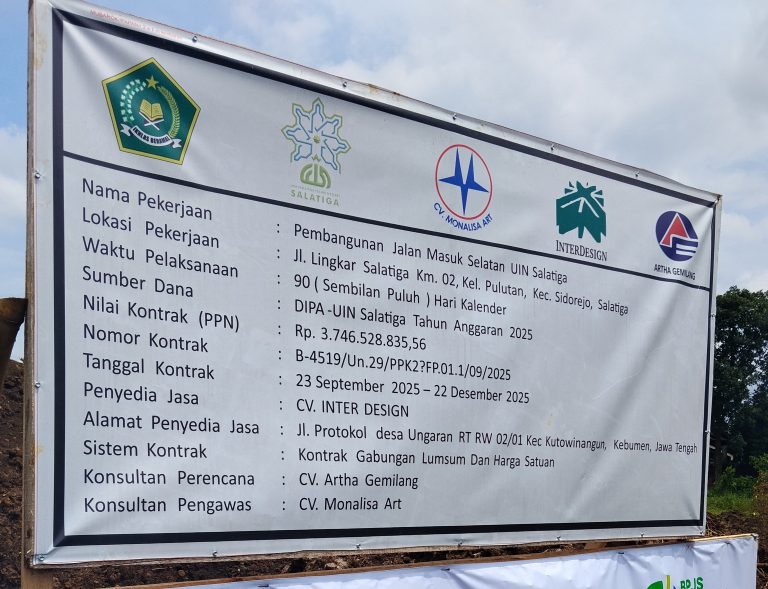 IKHLAS BERAMAL
SALATIGA
CV. MONALISA ART
INTERDESIGN
ARTHA GEMILANG
Nama Pekerjaan : Pembangunan Jalan Masuk Selatan UIN Salatiga
Lokasi Pekerjaan : Jl. Lingkar Salatiga Km. 02, Kel. Pulutan, Kec. Sidorejo, Salatiga
Waktu Pelaksanaan : 90 ( Sembilan Puluh ) Hari Kalender
Sumber Dana : DIPA -UIN Salatiga Tahun Anggaran 2025
Nilai Kontrak (PPN) : Rp. 3.746.528.835,56
Nomor Kontrak : B-4519/Un.29/PPK2?FP.01.1/09/2025
Tanggal Kontrak : 23 September 2025 – 22 Desember 2025
Penyedia Jasa : CV. INTER DESIGN
Alamat Penyedia Jasa : Jl. Protokol desa Ungaran RT RW 02/01 Kec Kutowinangun, Kebumen, Jawa Tengah
Sistem Kontrak : Kontrak Gabungan Lumsum Dan Harga Satuan
Konsultan Perencana : CV. Artha Gemilang
Konsultan Pengawas : CV. Monalisa Art
BPJS